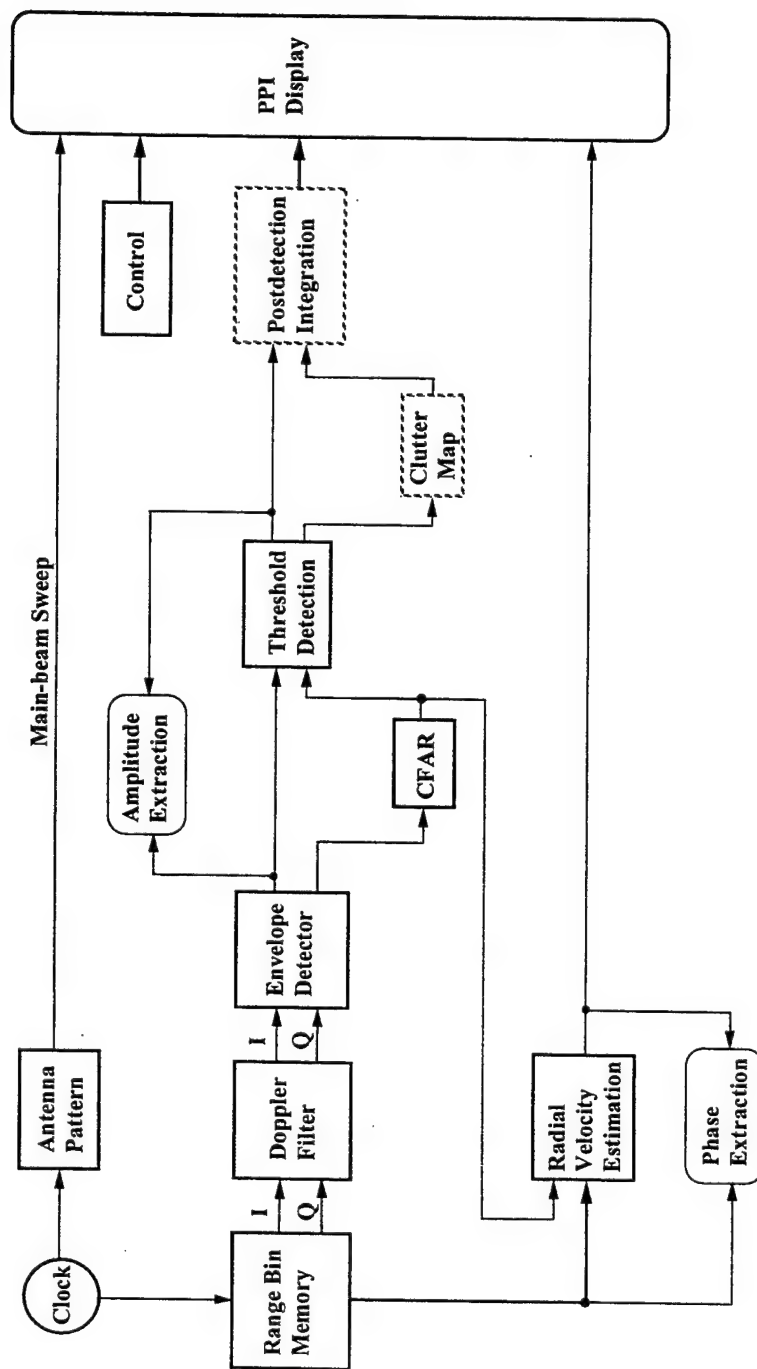 Clock
Antenna
Pattern
Main-beam Sweep
PPI
Display
Control
Amplitude
Extraction
Range Bin
Memory
I
Q
Doppler
Filter
I
Q
Envelope
Detector
CFAR
Threshold
Detection
Clutter
Map
Postdetection
Integration
Radial
Velocity
Estimation
Phase
Extraction